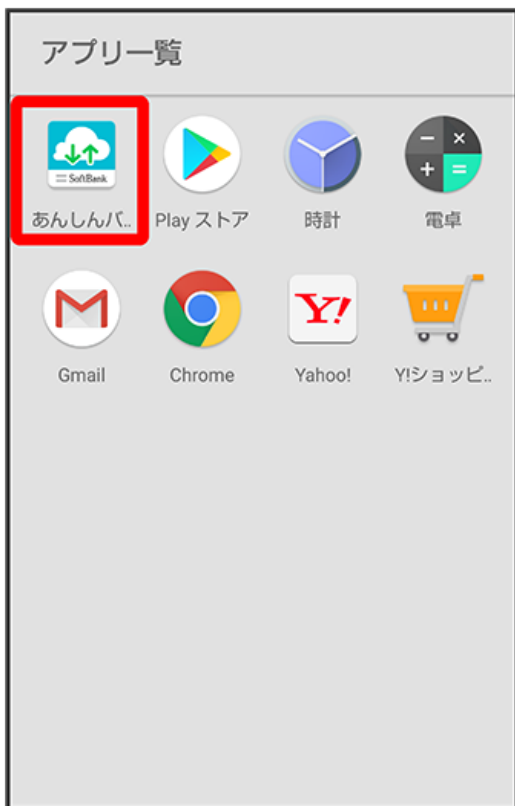 アプリ一覧
SoftBank
あんしんバ..
Play ストア
時計
電卓
Y!
Gmail
Chrome
Yahoo!
Y!ショッピ..